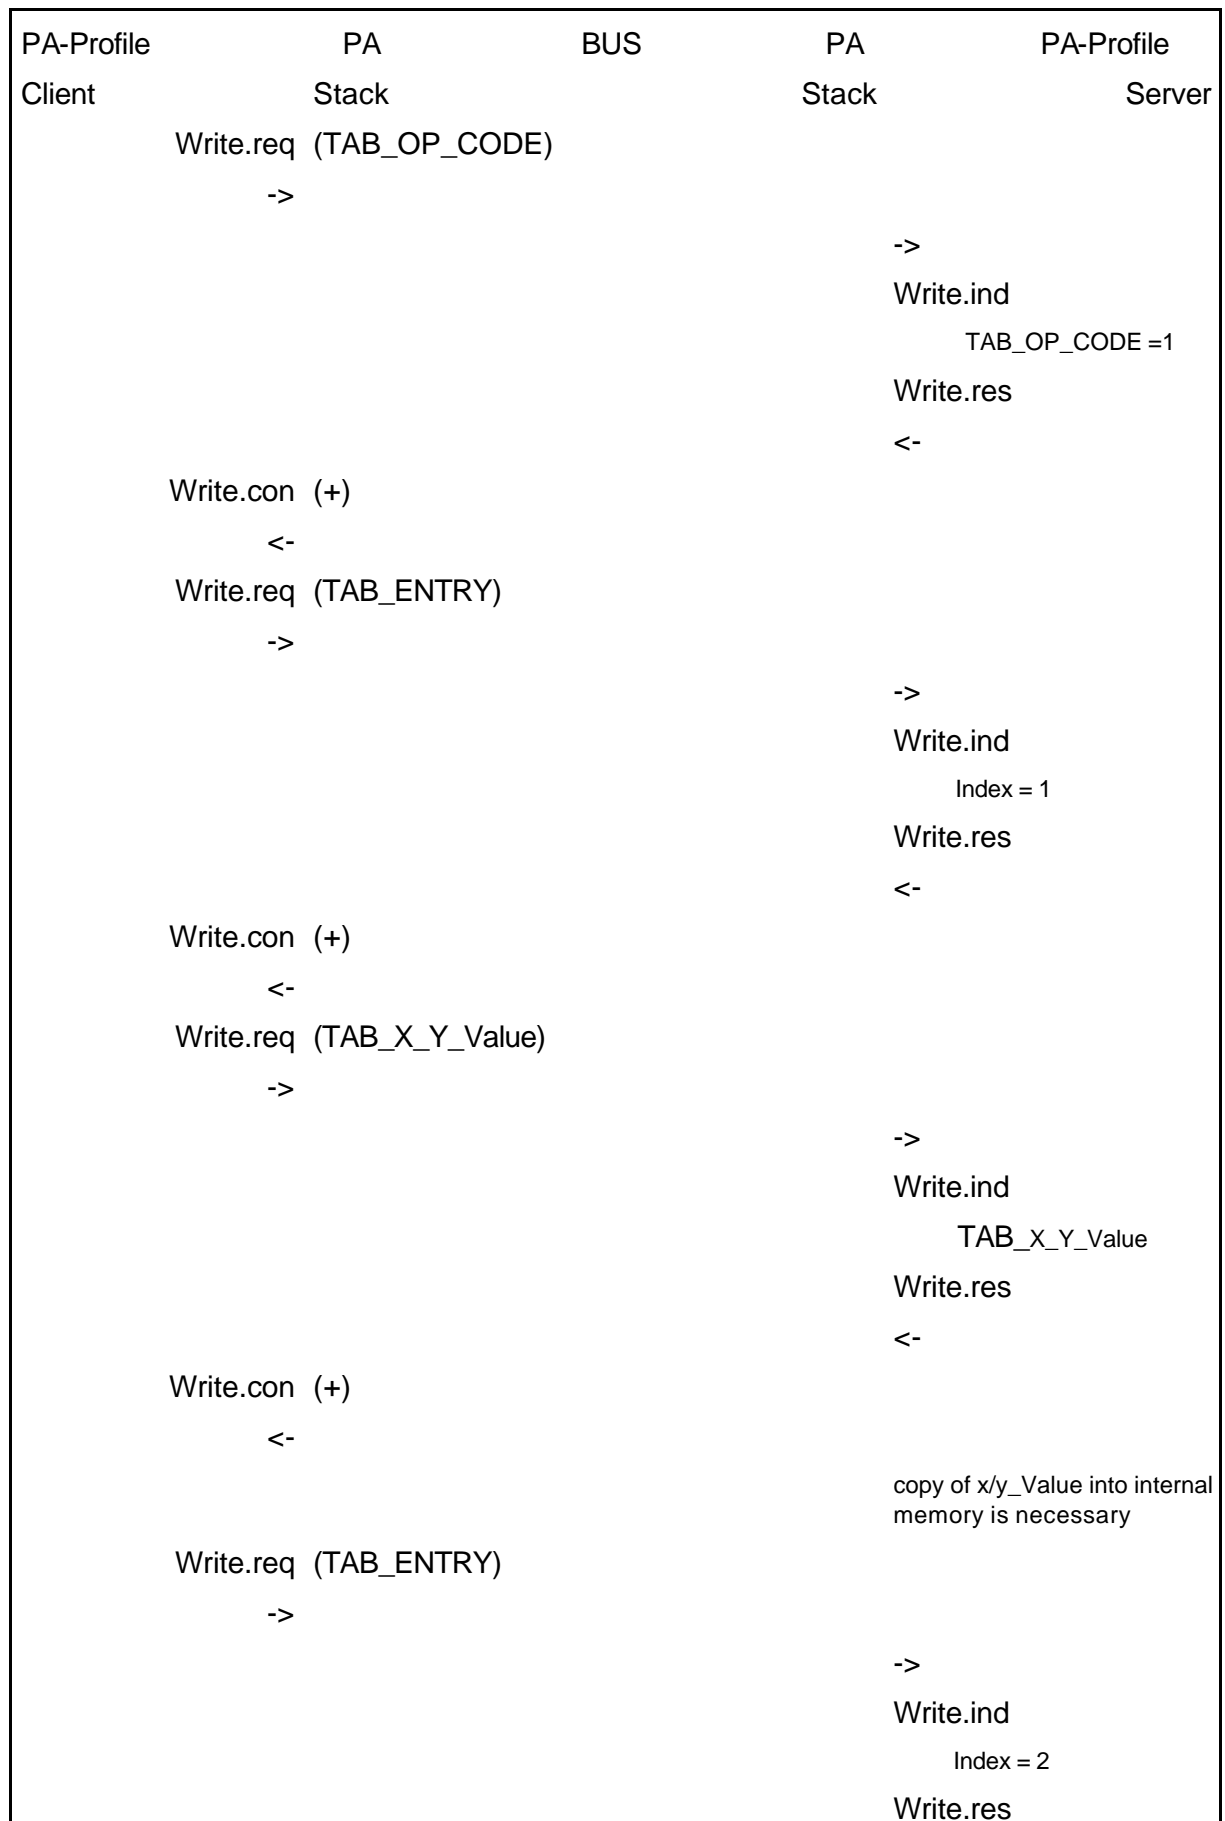 PA-Profile PA BUS PA PA-Profile
Client Stack Stack Server
Write.req (TAB_OP_CODE)
->
->
Write.ind
TAB_OP_CODE =1
Write.res
<-
Write.con (+)
<-
Write.req (TAB_ENTRY)
->
->
Write.ind
Index = 1
Write.res
<-
Write.con (+)
<-
Write.req (TAB_X_Y_Value)
->
->
Write.ind
TAB_X_Y_Value
Write.res
<-
Write.con (+)
<-
copy of x/y_Value into internal
memory is necessary
Write.req (TAB_ENTRY)
->
->
Write.ind
Index = 2
Write.res